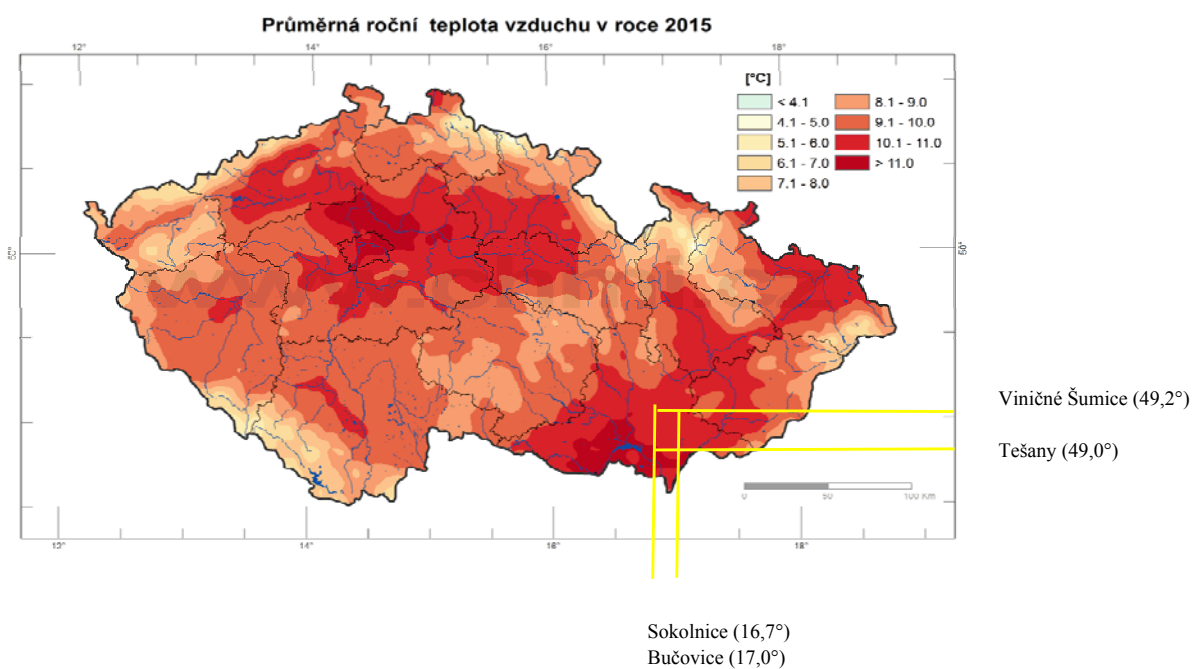 Průměrná roční teplota vzduchu v roce 2015
12° 14° 16° 18°
[°C]
< 4.1
4.1 - 5.0
5.1 - 6.0
6.1 - 7.0
7.1 - 8.0
8.1 - 9.0
9.1 - 10.0
10.1 - 11.0
> 11.0
50° 50°
Viničné Šumice (49,2°)
Tešany (49,0°)
0 50 100 Km
12° 14° 16° 18°
Sokolnice (16,7°)
Bučovice (17,0°)